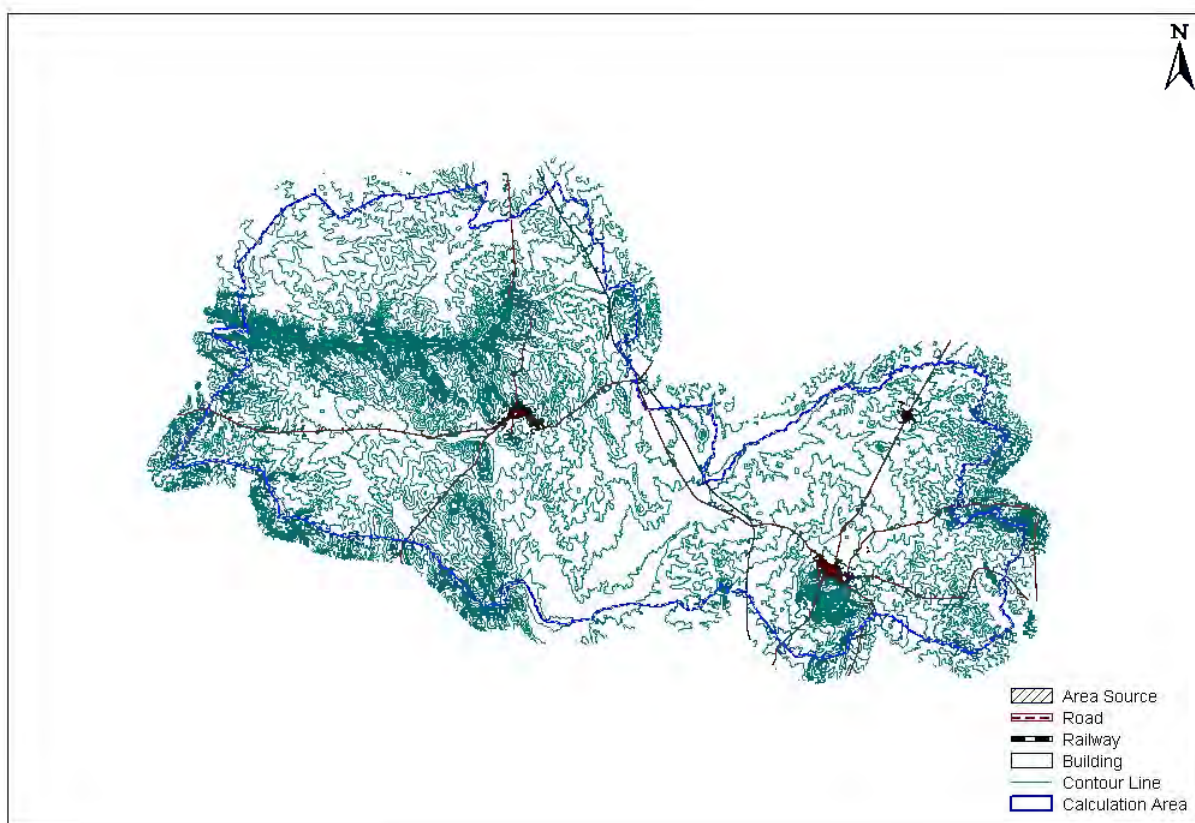 N
Area Source
Road
Railway
Building
Contour Line
Calculation Area